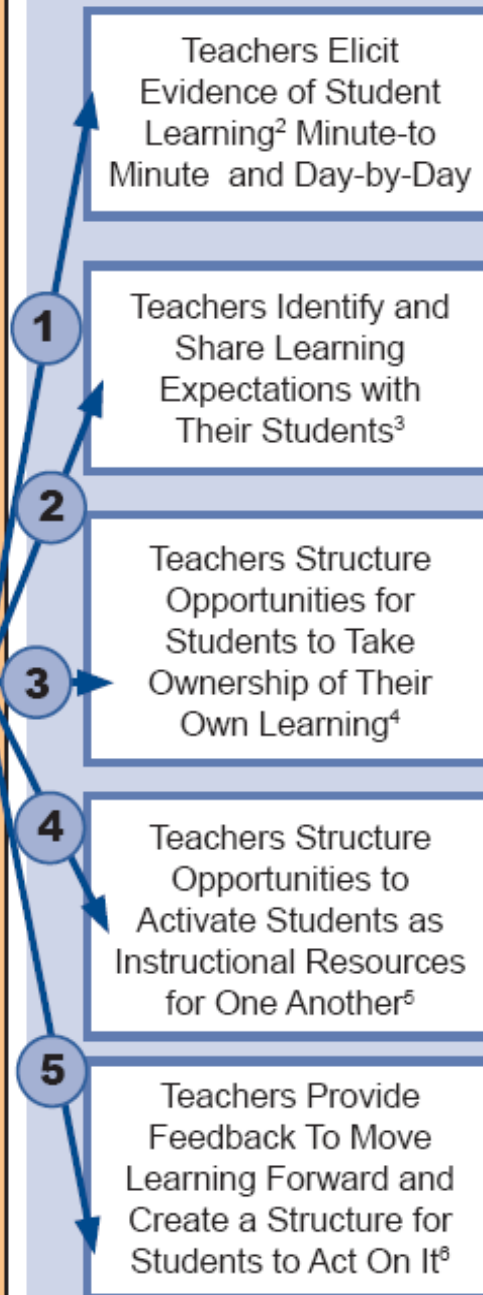 Teachers Elicit
Evidence of Student
Learning² Minute-to
Minute and Day-by-Day
1
Teachers Identify and
Share Learning
Expectations with
Their Students³
2
Teachers Structure
Opportunities for
Students to Take
Ownership of Their
Own Learning⁴
3
4
Teachers Structure
Opportunities to
Activate Students as
Instructional Resources
for One Another⁵
5
Teachers Provide
Feedback To Move
Learning Forward and
Create a Structure for
Students to Act On It⁶